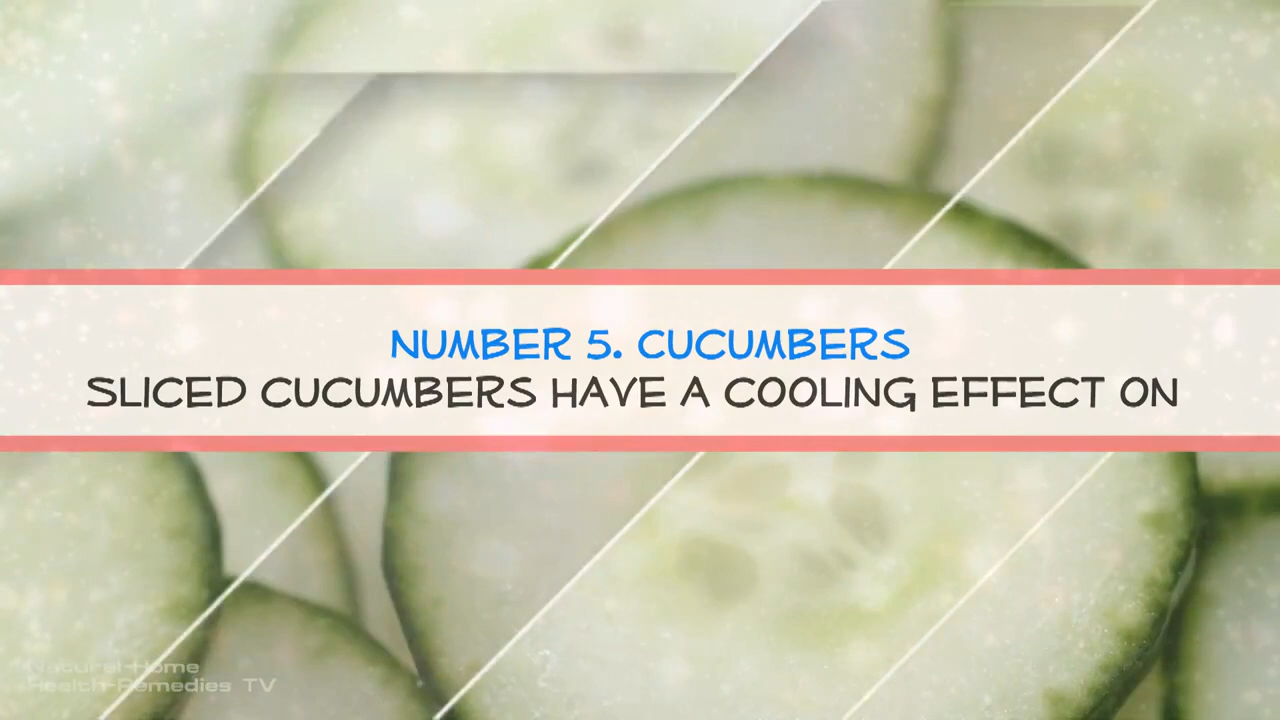 NUMBER 5. CUCUMBERS
SLICED CUCUMBERS HAVE A COOLING EFFECT ON
Natural Home
Health Remedies TV